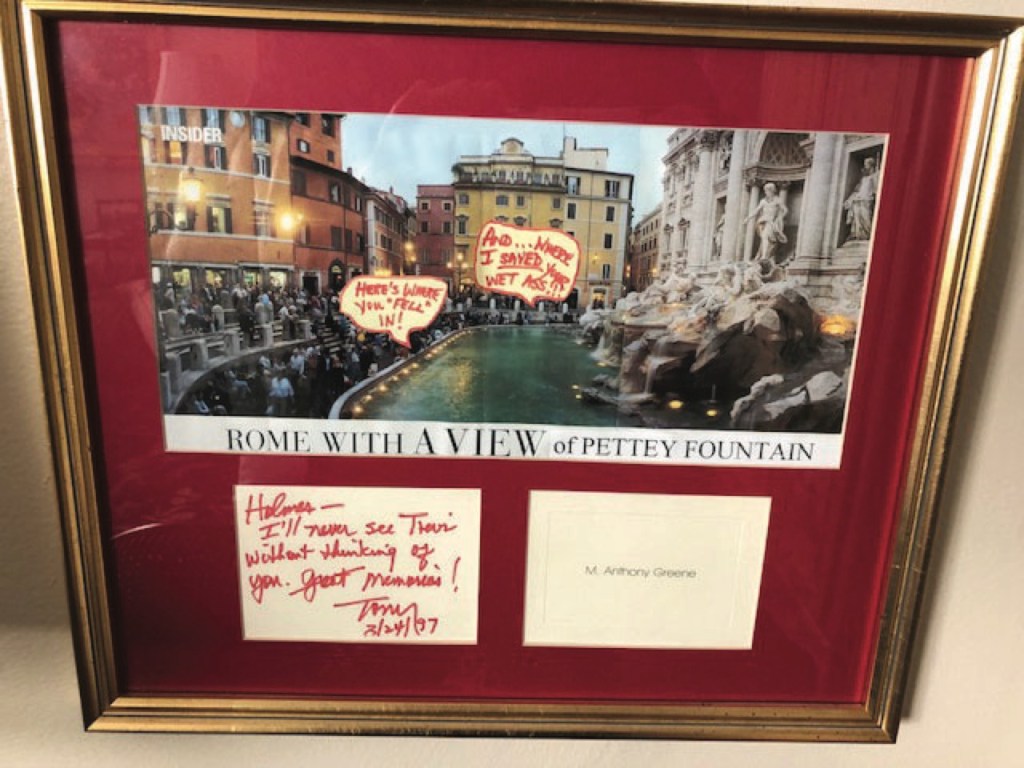 INSIDER
AND...WHERE
I SAVED YOUR
WET ASS!!!
HERE'S WHERE
YOU "FELL"
IN!
ROME WITH A VIEW of PETTEY FOUNTAIN
Holmes —
I'll never see Trevi
without thinking of
you. Great memories!
Tony
3/24/97
M. Anthony Greene